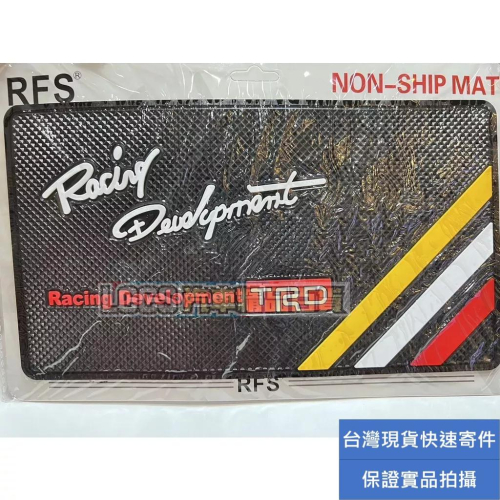 RFS®
NON-SHIP MAT
Racing
Development
Racing Development TRD
RFS
台灣現貨快速寄件
保證實品拍攝